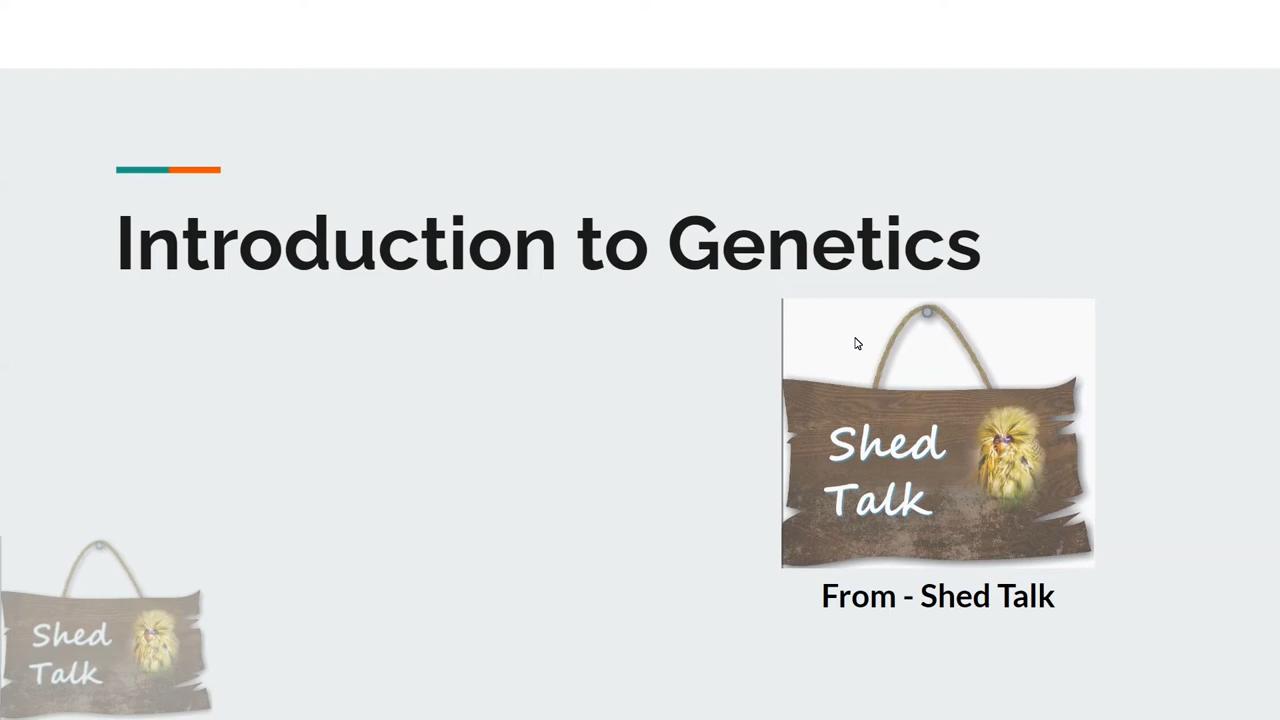 Introduction to Genetics
Shed
Talk
From - Shed Talk
Shed
Talk